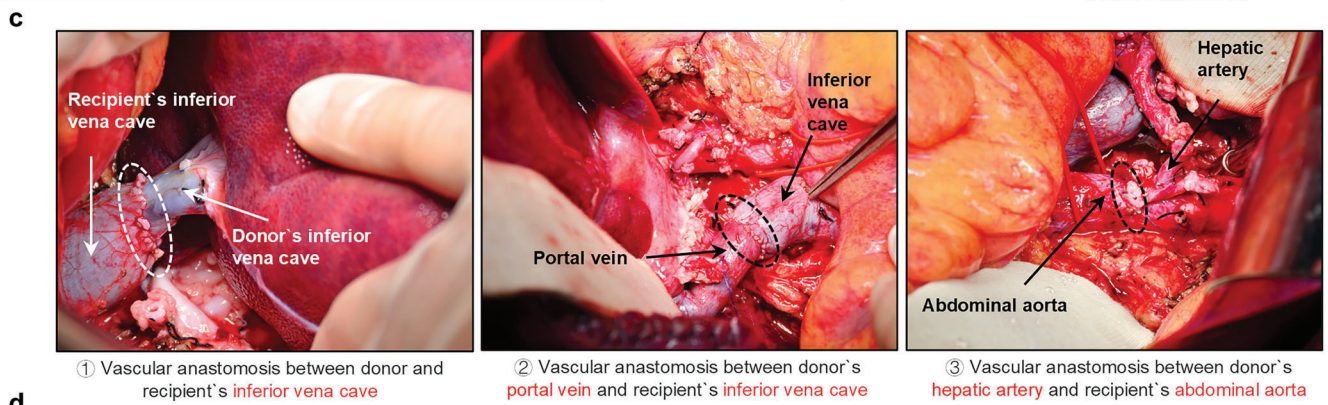 c
Recipient`s inferior
vena cave
Donor`s inferior
vena cave
Inferior
vena
cave
Portal vein
Hepatic
artery
Abdominal aorta
① Vascular anastomosis between donor and
recipient`s inferior vena cave
② Vascular anastomosis between donor`s
portal vein and recipient`s inferior vena cave
③ Vascular anastomosis between donor`s
hepatic artery and recipient`s abdominal aorta
d